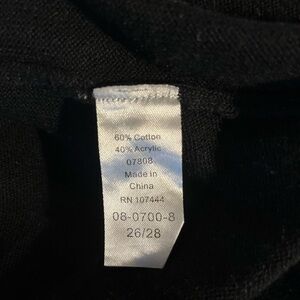 60% Cotton
40% Acrylic
07808
Made in
China
RN 107444
08-0700-8
26/28